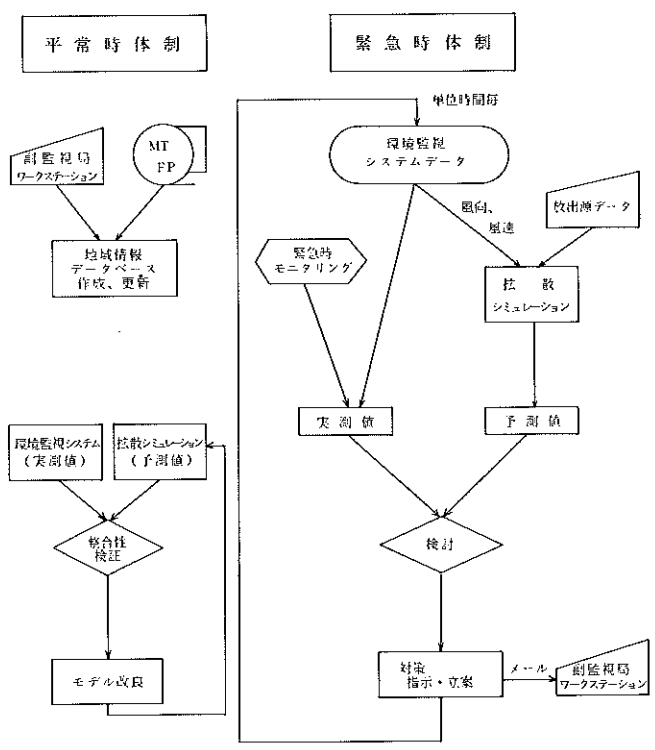 平常時体制
副監視局
ワークステーション
MT
FP
地域情報
データベース
作成、更新
環境監視システム
(実測値)
拡散シミュレーション
(予測値)
整合性
検証
モデル改良
緊急時体制
単位時間毎
環境監視
システムデータ
風向、
風速
放出源データ
緊急時
モニタリング
拡散
シミュレーション
実測値
予測値
検討
対策
指示・立案
メール
副監視局
ワークステーション